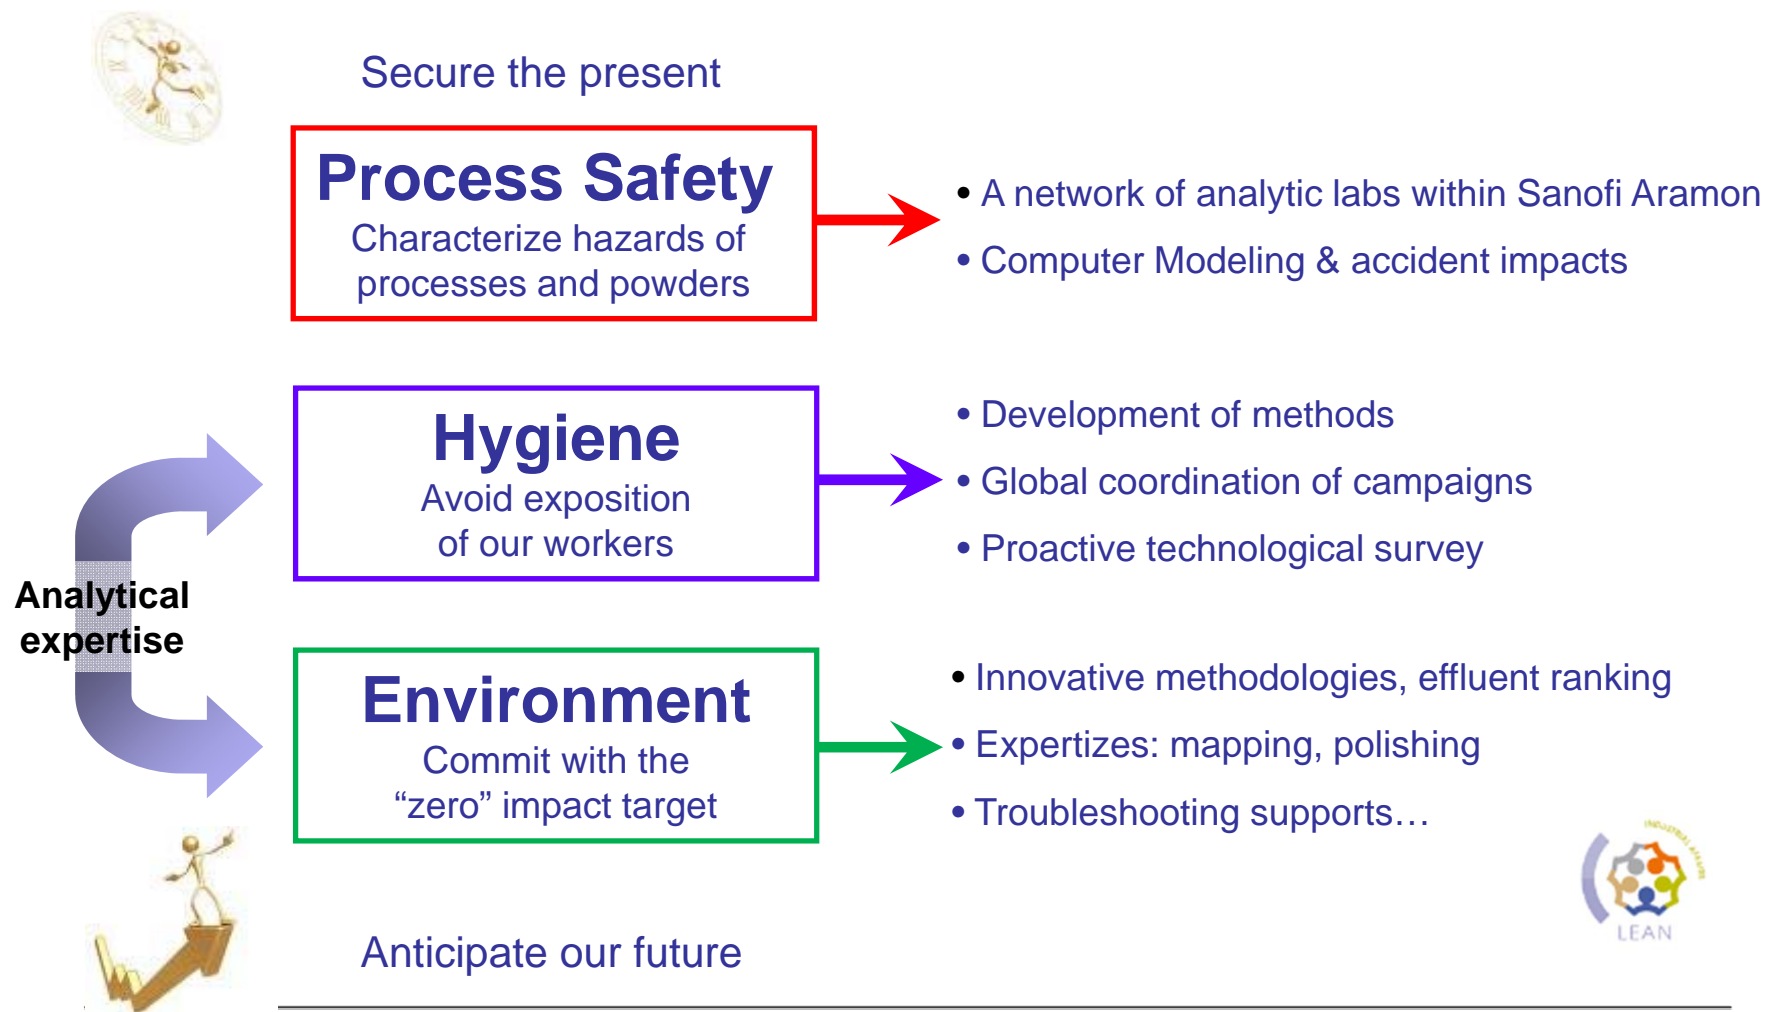 Secure the present
Process Safety
Characterize hazards of
processes and powders
• A network of analytic labs within Sanofi Aramon
• Computer Modeling & accident impacts
Hygiene
Avoid exposition
of our workers
• Development of methods
• Global coordination of campaigns
• Proactive technological survey
Analytical
expertise
Environment
Commit with the
“zero” impact target
• Innovative methodologies, effluent ranking
• Expertizes: mapping, polishing
• Troubleshooting supports…
INDUSTRIAL AFFAIRS
LEAN
Anticipate our future